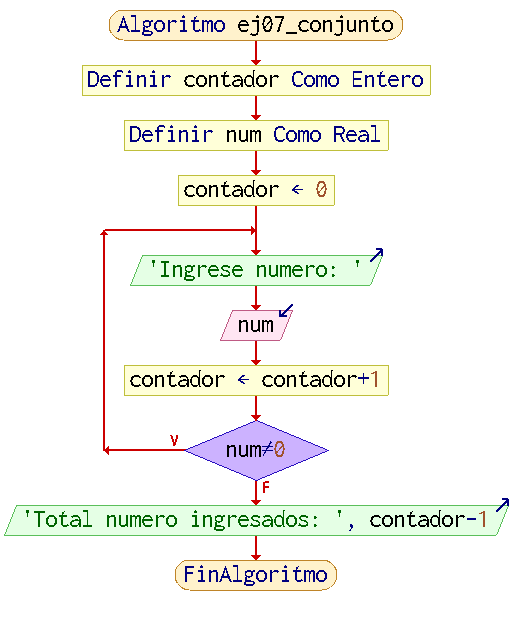 Algoritmo ej07_conjunto
Definir contador Como Entero
Definir num Como Real
contador ← 0
'Ingrese numero: '
num
contador ← contador+1
num≠0
V
F
'Total numero ingresados: ', contador-1
FinAlgoritmo